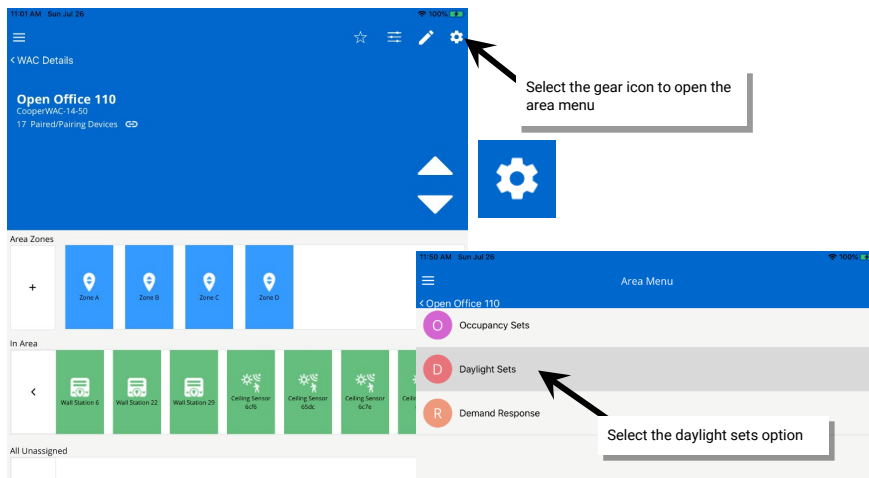 11:01 AM Sun Jul 26
100%
< WAC Details
Open Office 110
CooperWAC-14-50
17 Paired/Pairing Devices
Select the gear icon to open the
area menu
Area Zones
+
Zone A
Zone B
Zone C
Zone D
In Area
<
Wall Station 6
Wall Station 22
Wall Station 29
Ceiling Sensor
6cf6
Ceiling Sensor
65dc
Ceiling Sensor
6c7e
All Unassigned
11:50 AM Sun Jul 26
100%
Area Menu
< Open Office 110
O Occupancy Sets
D Daylight Sets
R Demand Response
Select the daylight sets option